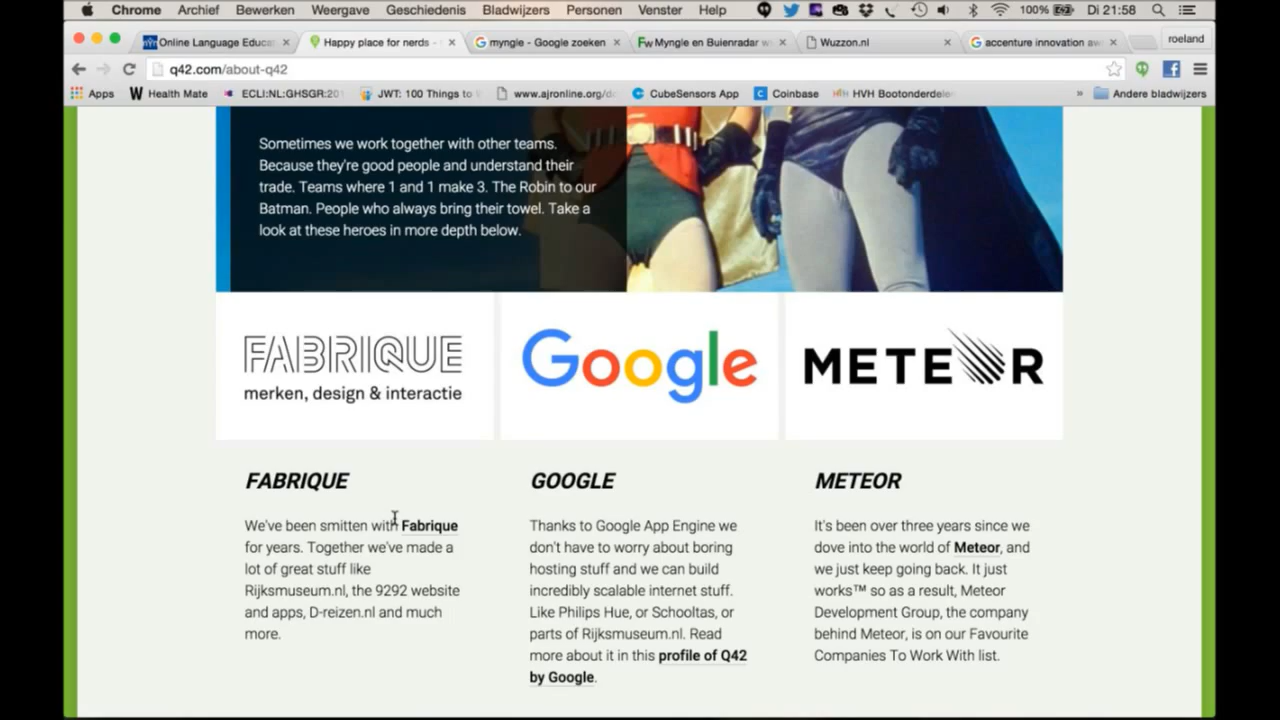 Chrome Archief Bewerken Weergave Geschiedenis Bladwijzers Personen Venster Help 100% Di 21:58
Online Language Educat Happy place for nerds - myngle - Google zoeken Myngle en Buienradar w Wuzzon.nl accenture innovation aw roeland
q42.com/about-q42
Apps Health Mate ECLI:NL:GHSGR:201 JWT: 100 Things to www.ajronline.org/do CubeSensors App Coinbase HVH Bootonderdele » Andere bladwijzers
Sometimes we work together with other teams.
Because they're good people and understand their
trade. Teams where 1 and 1 make 3. The Robin to our
Batman. People who always bring their towel. Take a
look at these heroes in more depth below.
FABRIQUE
merken, design & interactie
Google
METEOR
FABRIQUE
We've been smitten with Fabrique
for years. Together we've made a
lot of great stuff like
Rijksmuseum.nl, the 9292 website
and apps, D-reizen.nl and much
more.
GOOGLE
Thanks to Google App Engine we
don't have to worry about boring
hosting stuff and we can build
incredibly scalable internet stuff.
Like Philips Hue, or Schooltas, or
parts of Rijksmuseum.nl. Read
more about it in this profile of Q42
by Google.
METEOR
It's been over three years since we
dove into the world of Meteor, and
we just keep going back. It just
works™ so as a result, Meteor
Development Group, the company
behind Meteor, is on our Favourite
Companies To Work With list.